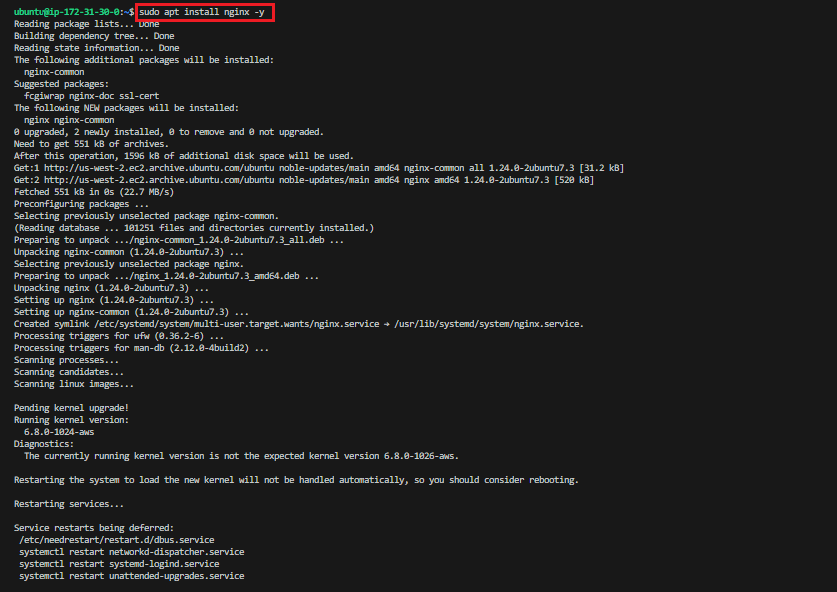 ubuntu@ip-172-31-30-0:~$ sudo apt install nginx -y
Reading package lists... Done
Building dependency tree... Done
Reading state information... Done
The following additional packages will be installed:
  nginx-common
Suggested packages:
  fcgiwrap nginx-doc ssl-cert
The following NEW packages will be installed:
  nginx nginx-common
0 upgraded, 2 newly installed, 0 to remove and 0 not upgraded.
Need to get 551 kB of archives.
After this operation, 1596 kB of additional disk space will be used.
Get:1 http://us-west-2.ec2.archive.ubuntu.com/ubuntu noble-updates/main amd64 nginx-common all 1.24.0-2ubuntu7.3 [31.2 kB]
Get:2 http://us-west-2.ec2.archive.ubuntu.com/ubuntu noble-updates/main amd64 nginx amd64 1.24.0-2ubuntu7.3 [520 kB]
Fetched 551 kB in 0s (22.7 MB/s)
Preconfiguring packages ...
Selecting previously unselected package nginx-common.
(Reading database ... 101251 files and directories currently installed.)
Preparing to unpack .../nginx-common_1.24.0-2ubuntu7.3_all.deb ...
Unpacking nginx-common (1.24.0-2ubuntu7.3) ...
Selecting previously unselected package nginx.
Preparing to unpack .../nginx_1.24.0-2ubuntu7.3_amd64.deb ...
Unpacking nginx (1.24.0-2ubuntu7.3) ...
Setting up nginx (1.24.0-2ubuntu7.3) ...
Setting up nginx-common (1.24.0-2ubuntu7.3) ...
Created symlink /etc/systemd/system/multi-user.target.wants/nginx.service → /usr/lib/systemd/system/nginx.service.
Processing triggers for ufw (0.36.2-6) ...
Processing triggers for man-db (2.12.0-4build2) ...
Scanning processes...
Scanning candidates...
Scanning linux images...
Pending kernel upgrade!
Running kernel version:
  6.8.0-1024-aws
Diagnostics:
  The currently running kernel version is not the expected kernel version 6.8.0-1026-aws.
Restarting the system to load the new kernel will not be handled automatically, so you should consider rebooting.
Restarting services...
Service restarts being deferred:
 /etc/needrestart/restart.d/dbus.service
 systemctl restart networkd-dispatcher.service
 systemctl restart systemd-logind.service
 systemctl restart unattended-upgrades.service